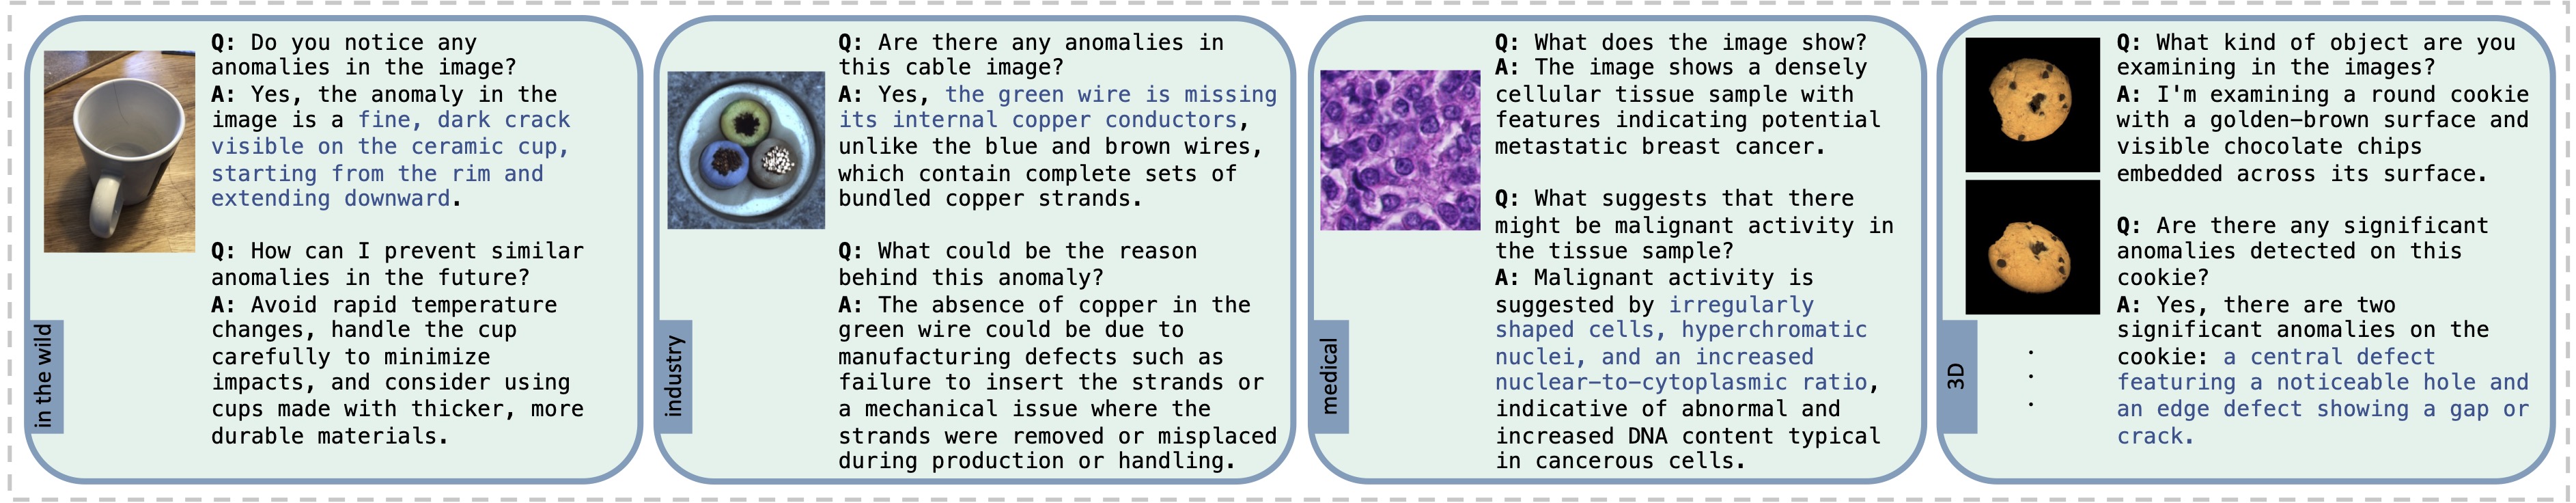 Q: Do you notice any
anomalies in the image?
A: Yes, the anomaly in the
image is a fine, dark crack
visible on the ceramic cup,
starting from the rim and
extending downward.
Q: How can I prevent similar
anomalies in the future?
A: Avoid rapid temperature
changes, handle the cup
carefully to minimize
impacts, and consider using
cups made with thicker, more
durable materials.
in the wild
Q: Are there any anomalies in
this cable image?
A: Yes, the green wire is missing
its internal copper conductors,
unlike the blue and brown wires,
which contain complete sets of
bundled copper strands.
Q: What could be the reason
behind this anomaly?
A: The absence of copper in the
green wire could be due to
manufacturing defects such as
failure to insert the strands or
a mechanical issue where the
strands were removed or misplaced
during production or handling.
industry
Q: What does the image show?
A: The image shows a densely
cellular tissue sample with
features indicating potential
metastatic breast cancer.
Q: What suggests that there
might be malignant activity in
the tissue sample?
A: Malignant activity is
suggested by irregularly
shaped cells, hyperchromatic
nuclei, and an increased
nuclear-to-cytoplasmic ratio,
indicative of abnormal and
increased DNA content typical
in cancerous cells.
medical
Q: What kind of object are you
examining in the images?
A: I'm examining a round cookie
with a golden-brown surface and
visible chocolate chips
embedded across its surface.
Q: Are there any significant
anomalies detected on this
cookie?
A: Yes, there are two
significant anomalies on the
cookie: a central defect
featuring a noticeable hole and
an edge defect showing a gap or
crack.
3D